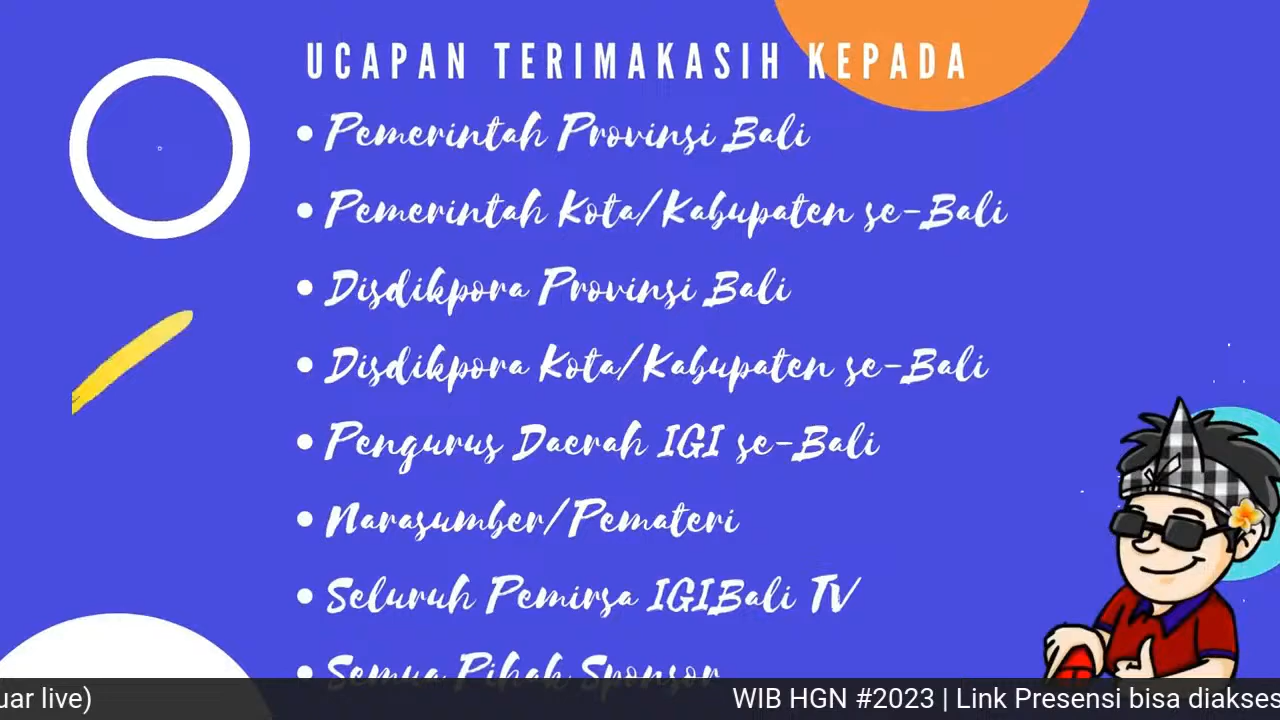 UCAPAN TERIMAKASIH KEPADA
• Pemerintah Provinsi Bali
• Pemerintah Kota/Kabupaten se-Bali
• Disdikpora Provinsi Bali
• Disdikpora Kota/Kabupaten se-Bali
• Pengurus Daerah IGI se-Bali
• Narasumber/Pemateri
• Seluruh Pemirsa IGIBali TV
• Semua Pihak Sponsor
uar live) WIB HGN #2023 | Link Presensi bisa diakses